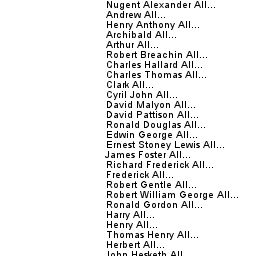 Nugent Alexander All...
Andrew All...
Henry Anthony All...
Archibald All...
Arthur All...
Robert Breachin All...
Charles Hallard All...
Charles Thomas All...
Clark All...
Cyril John All...
David Malyon All...
David Pattison All...
Ronald Douglas All...
Edwin George All...
Ernest Stoney Lewis All...
James Foster All...
Richard Frederick All...
Frederick All...
Robert Gentle All...
Robert William George All...
Ronald Gordon All...
Harry All...
Henry All...
Thomas Henry All...
Herbert All...
John Hesketh All